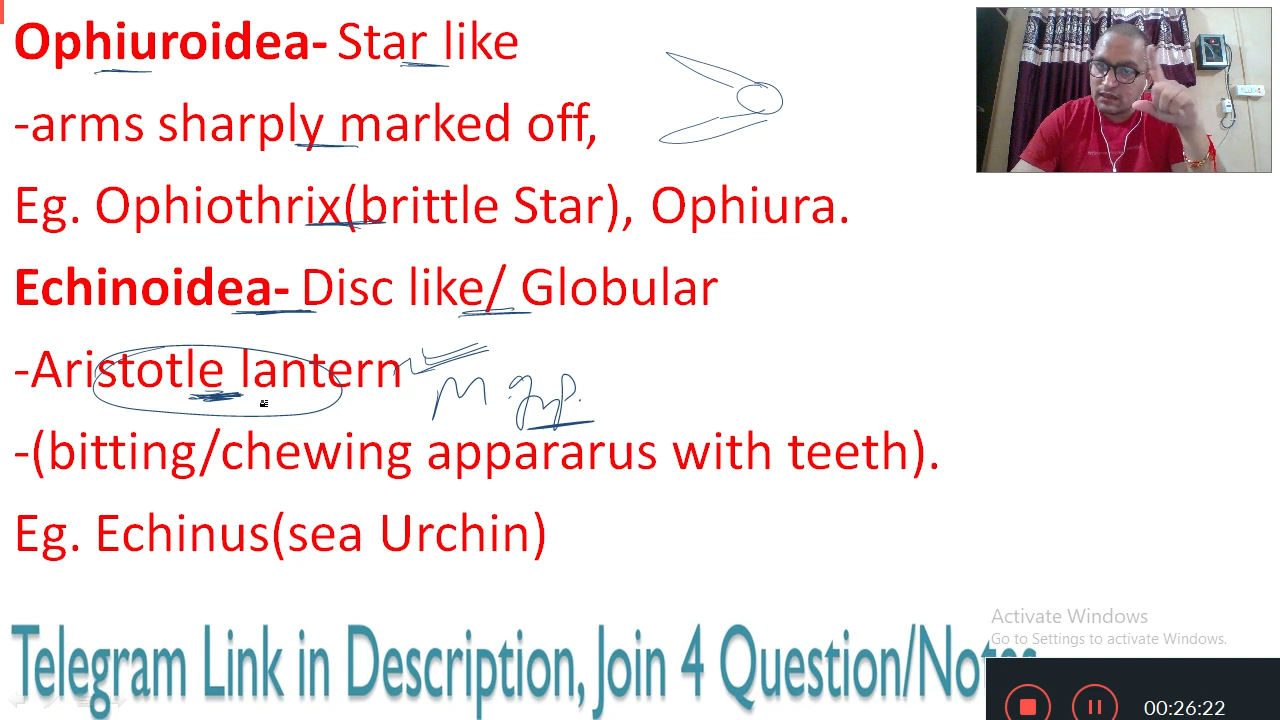 Ophiuroidea- Star like
-arms sharply marked off,
Eg. Ophiothrix(brittle Star), Ophiura.
Echinoidea- Disc like/ Globular
-Aristotle lantern
-(bitting/chewing appararus with teeth).
Eg. Echinus(sea Urchin)
Activate Windows
Go to Settings to activate Windows.
Telegram Link in Description, Join 4 Question/Notes
00:26:22